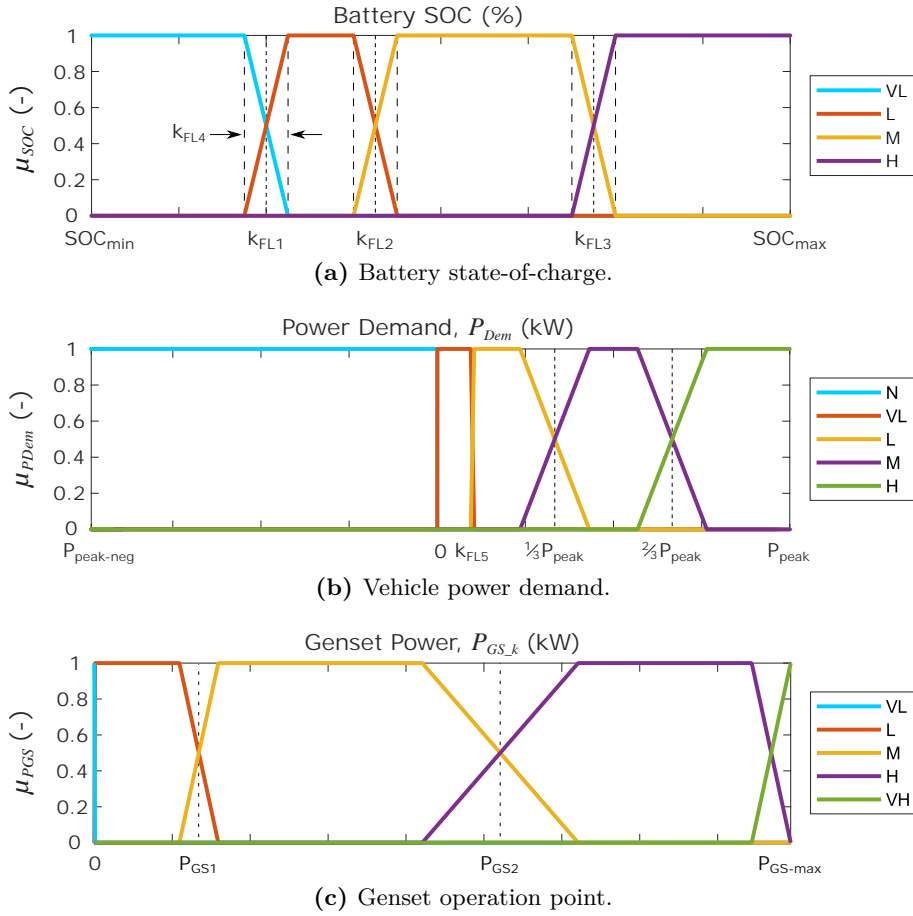 Battery SOC (%)
1
0.8
0.6
0.4
0.2
0
μSOC (-)
kFL4
SOCmin
kFL1
kFL2
kFL3
SOCmax
VL
L
M
H
(a) Battery state-of-charge.
Power Demand, PDem (kW)
1
0.8
0.6
0.4
0.2
0
μPDem (-)
Ppeak-neg
0
kFL5
⅓Ppeak
⅔Ppeak
Ppeak
N
VL
L
M
H
(b) Vehicle power demand.
Genset Power, PGS_k (kW)
1
0.8
0.6
0.4
0.2
0
μPGS (-)
0
PGS1
PGS2
PGS-max
VL
L
M
H
VH
(c) Genset operation point.